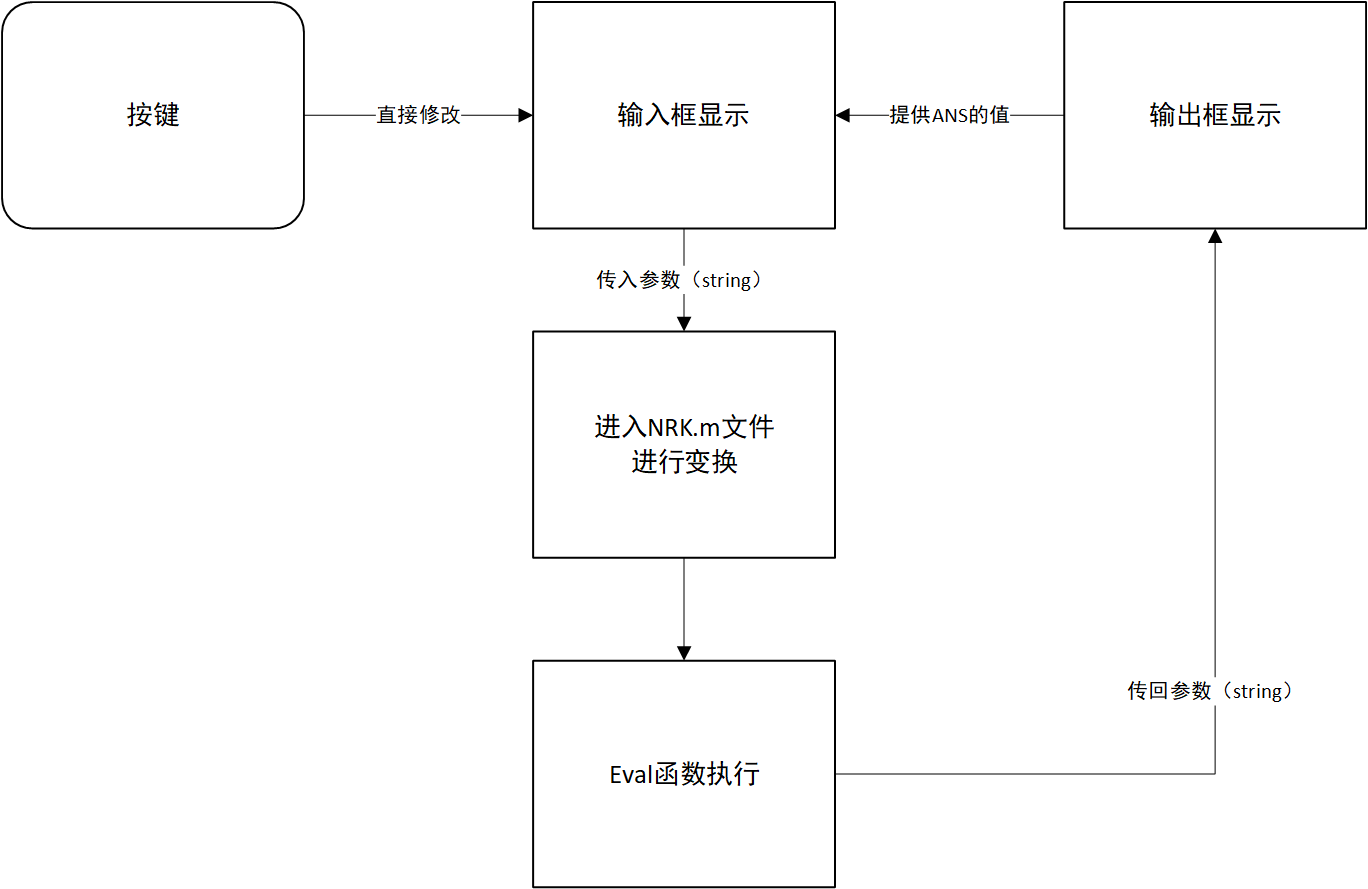 按键
直接修改
输入框显示
提供ANS的值
输出框显示
传入参数（string）
进入NRK.m文件
进行变换
传回参数（string）
Eval函数执行